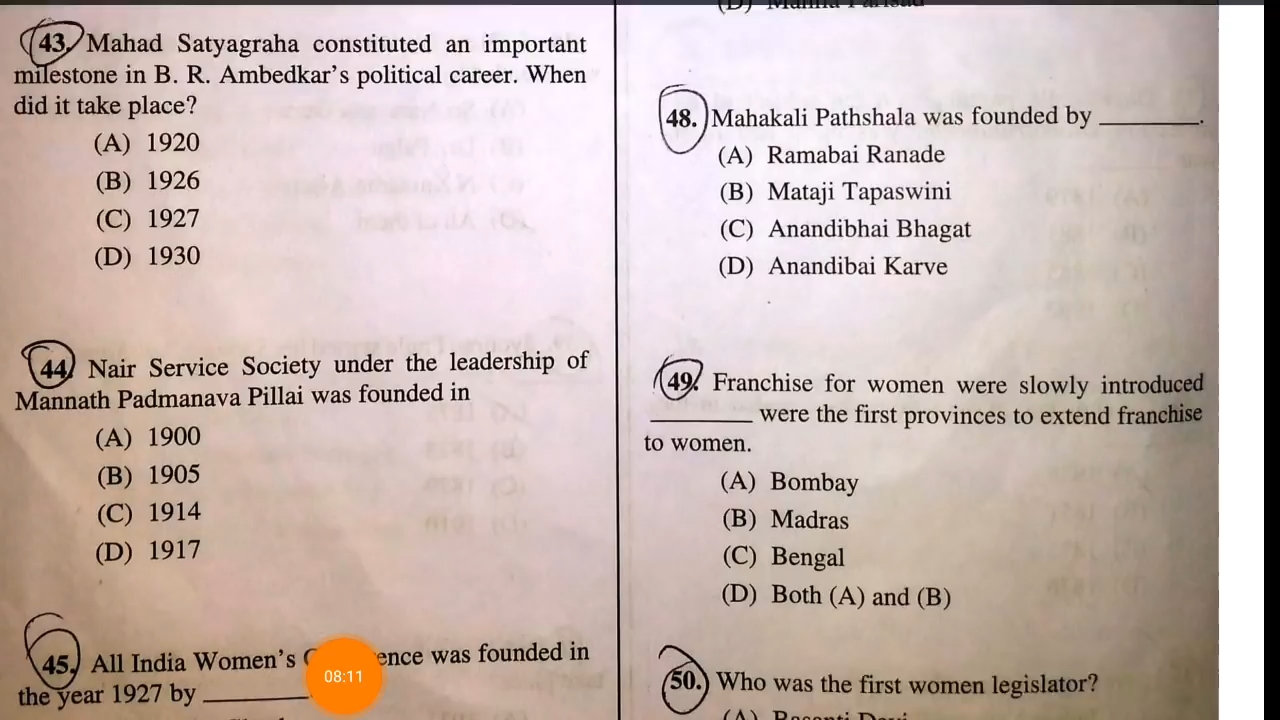 43. Mahad Satyagraha constituted an important
milestone in B. R. Ambedkar's political career. When
did it take place?
(A) 1920
(B) 1926
(C) 1927
(D) 1930
44. Nair Service Society under the leadership of
Mannath Padmanava Pillai was founded in
(A) 1900
(B) 1905
(C) 1914
(D) 1917
45. All India Women's ence was founded in
the year 1927 by ________
08:11
(D)
48. Mahakali Pathshala was founded by ________.
(A) Ramabai Ranade
(B) Mataji Tapaswini
(C) Anandibhai Bhagat
(D) Anandibai Karve
49. Franchise for women were slowly introduced
________ were the first provinces to extend franchise
to women.
(A) Bombay
(B) Madras
(C) Bengal
(D) Both (A) and (B)
50. Who was the first women legislator?
(A)